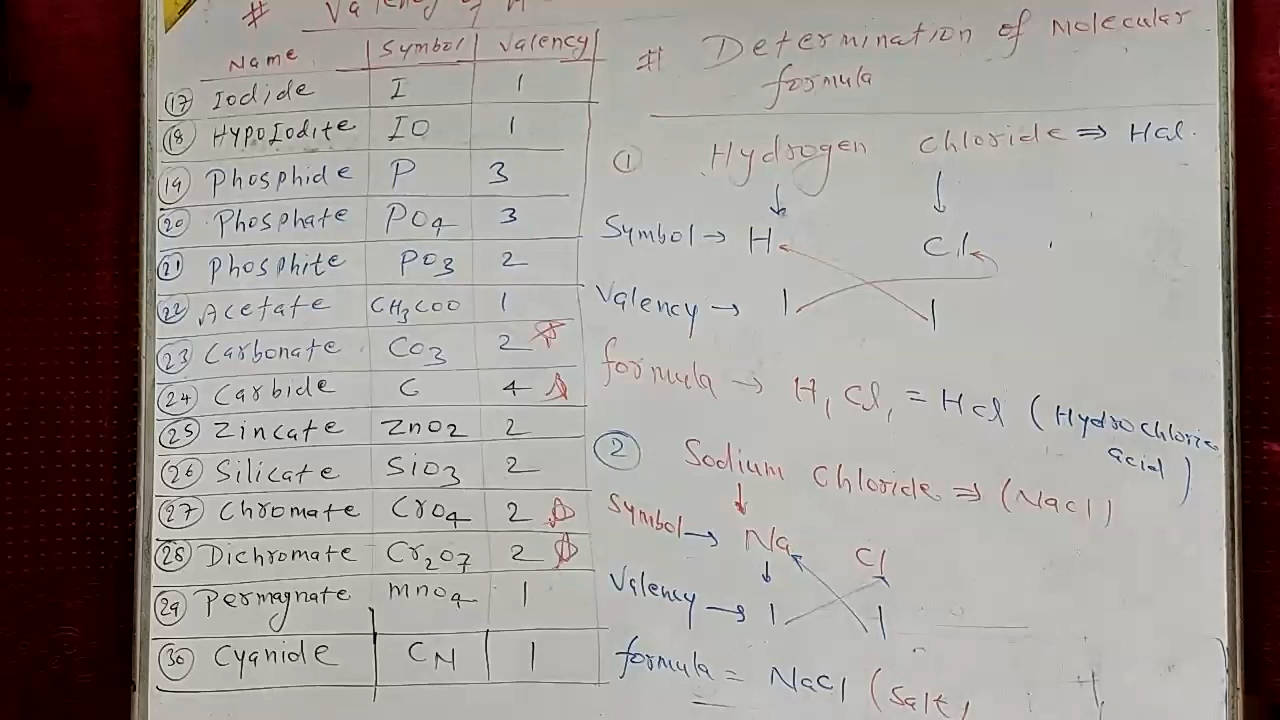 # Valency of
Name Symbol Valency
17 Iodide I 1
18 HypoIodite IO 1
19 Phosphide P 3
20 Phosphate PO4 3
21 Phosphite PO3 2
22 Acetate CH3COO 1
23 Carbonate CO3 2
24 Carbide C 4
25 Zincate ZnO2 2
26 Silicate SiO3 2
27 Chromate CrO4 2
28 Dichromate Cr2O7 2
29 Permagnate MnO4 1
30 Cyanide CN 1
# Determination of Molecular
formula
1 Hydrogen Chloride ⇒ HCl.
Symbol → H Cl
Valency → 1 1
formula → H1 Cl1 = HCl (Hydrochloric
acid)
2 Sodium Chloride ⇒ (NaCl)
Symbol → Na Cl
Valency → 1 1
formula = NaCl (Salt)